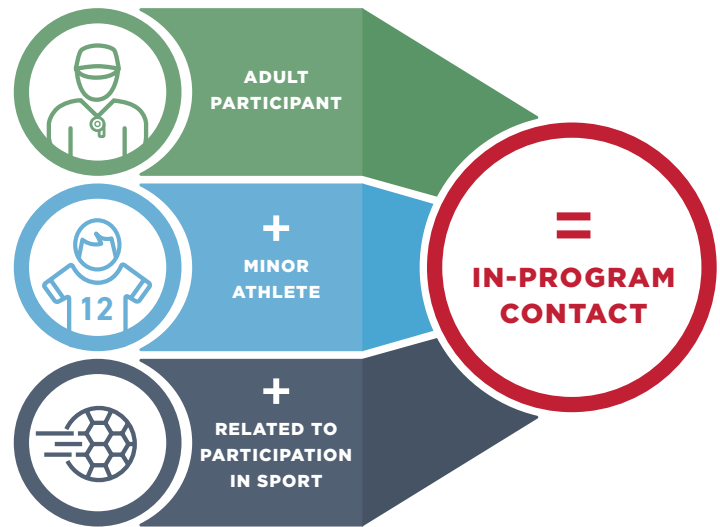 ADULT
PARTICIPANT
+
MINOR
ATHLETE
12
+
RELATED TO
PARTICIPATION
IN SPORT
=
IN-PROGRAM
CONTACT